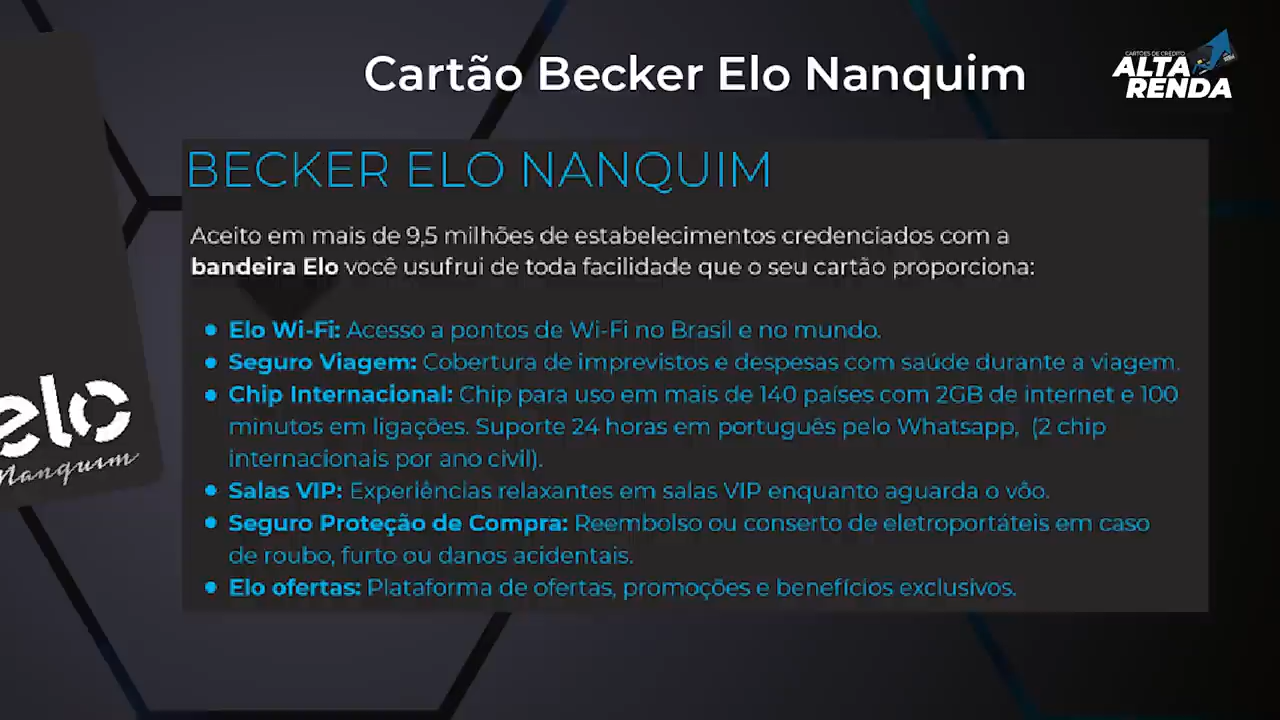 Cartão Becker Elo Nanquim
CARTÕES DE CRÉDITO
ALTA
RENDA
BECKER ELO NANQUIM
Aceito em mais de 9,5 milhões de estabelecimentos credenciados com a
bandeira Elo você usufrui de toda facilidade que o seu cartão proporciona:
• Elo Wi-Fi: Acesso a pontos de Wi-Fi no Brasil e no mundo.
• Seguro Viagem: Cobertura de imprevistos e despesas com saúde durante a viagem.
• Chip Internacional: Chip para uso em mais de 140 países com 2GB de internet e 100
minutos em ligações. Suporte 24 horas em português pelo Whatsapp, (2 chip
internacionais por ano civil).
• Salas VIP: Experiências relaxantes em salas VIP enquanto aguarda o vôo.
• Seguro Proteção de Compra: Reembolso ou conserto de eletroportáteis em caso
de roubo, furto ou danos acidentais.
• Elo ofertas: Plataforma de ofertas, promoções e benefícios exclusivos.
elo
Nanquim